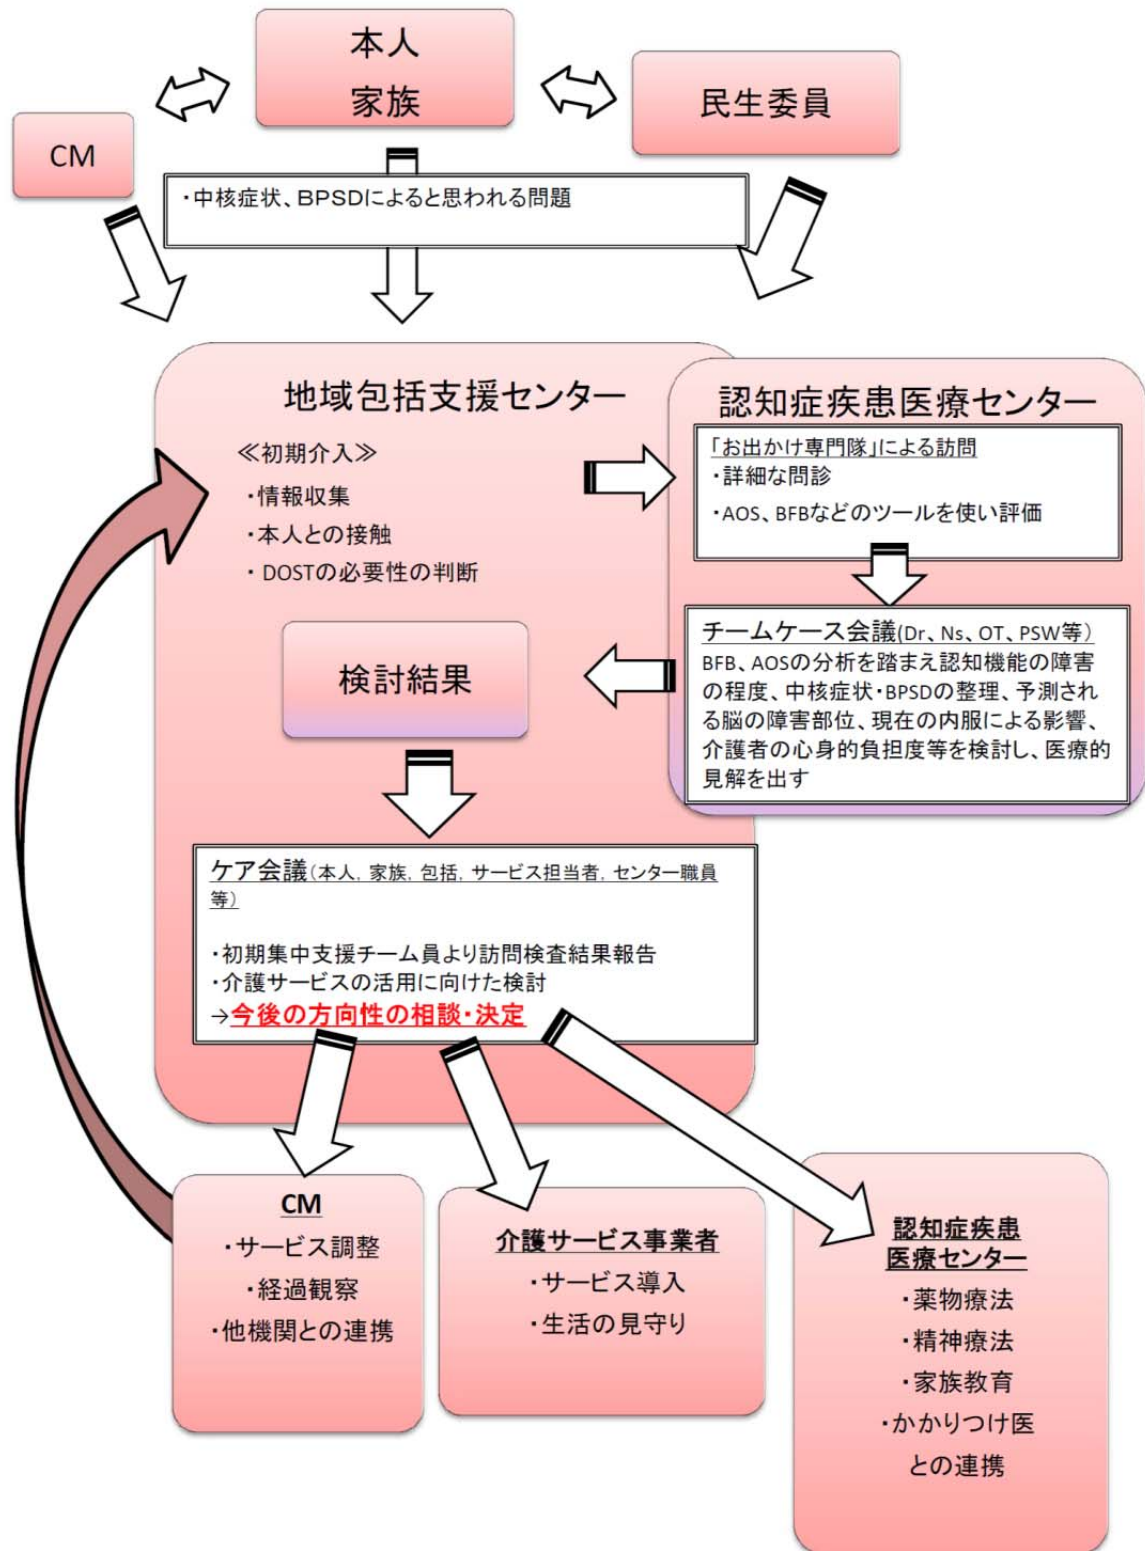 本人
家族
民生委員
CM
・中核症状、BPSDによると思われる問題
地域包括支援センター
≪初期介入≫
・情報収集
・本人との接触
・DOSTの必要性の判断
認知症疾患医療センター
「お出かけ専門隊」による訪問
・詳細な問診
・AOS、BFBなどのツールを使い評価
チームケース会議(Dr、Ns、OT、PSW等)
BFB、AOSの分析を踏まえ認知機能の障害
の程度、中核症状・BPSDの整理、予測され
る脳の障害部位、現在の内服による影響、
介護者の心身的負担度等を検討し、医療的
見解を出す
検討結果
ケア会議(本人, 家族, 包括, サービス担当者, センター職員
等)
・初期集中支援チーム員より訪問検査結果報告
・介護サービスの活用に向けた検討
→今後の方向性の相談・決定
CM
・サービス調整
・経過観察
・他機関との連携
介護サービス事業者
・サービス導入
・生活の見守り
認知症疾患
医療センター
・薬物療法
・精神療法
・家族教育
・かかりつけ医
との連携